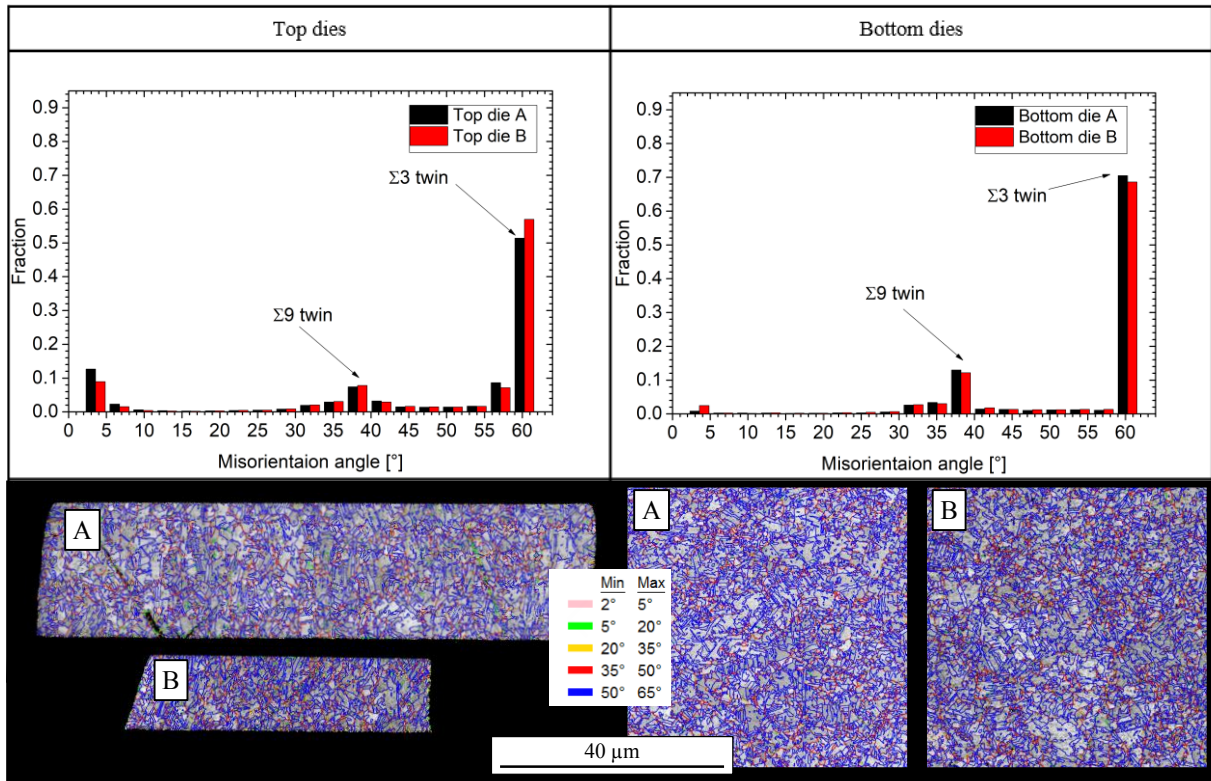 Top dies
Bottom dies
0.9
0.8
0.7
0.6
0.5
0.4
0.3
0.2
0.1
0.0
Fraction
Top die A
Top die B
Σ3 twin
Σ9 twin
0 5 10 15 20 25 30 35 40 45 50 55 60
Misorientaion angle [°]
0.9
0.8
0.7
0.6
0.5
0.4
0.3
0.2
0.1
0.0
Fraction
Bottom die A
Bottom die B
Σ3 twin
Σ9 twin
0 5 10 15 20 25 30 35 40 45 50 55 60
Misorientaion angle [°]
A
B
Min Max
2° 5°
5° 20°
20° 35°
35° 50°
50° 65°
40 µm
A
B